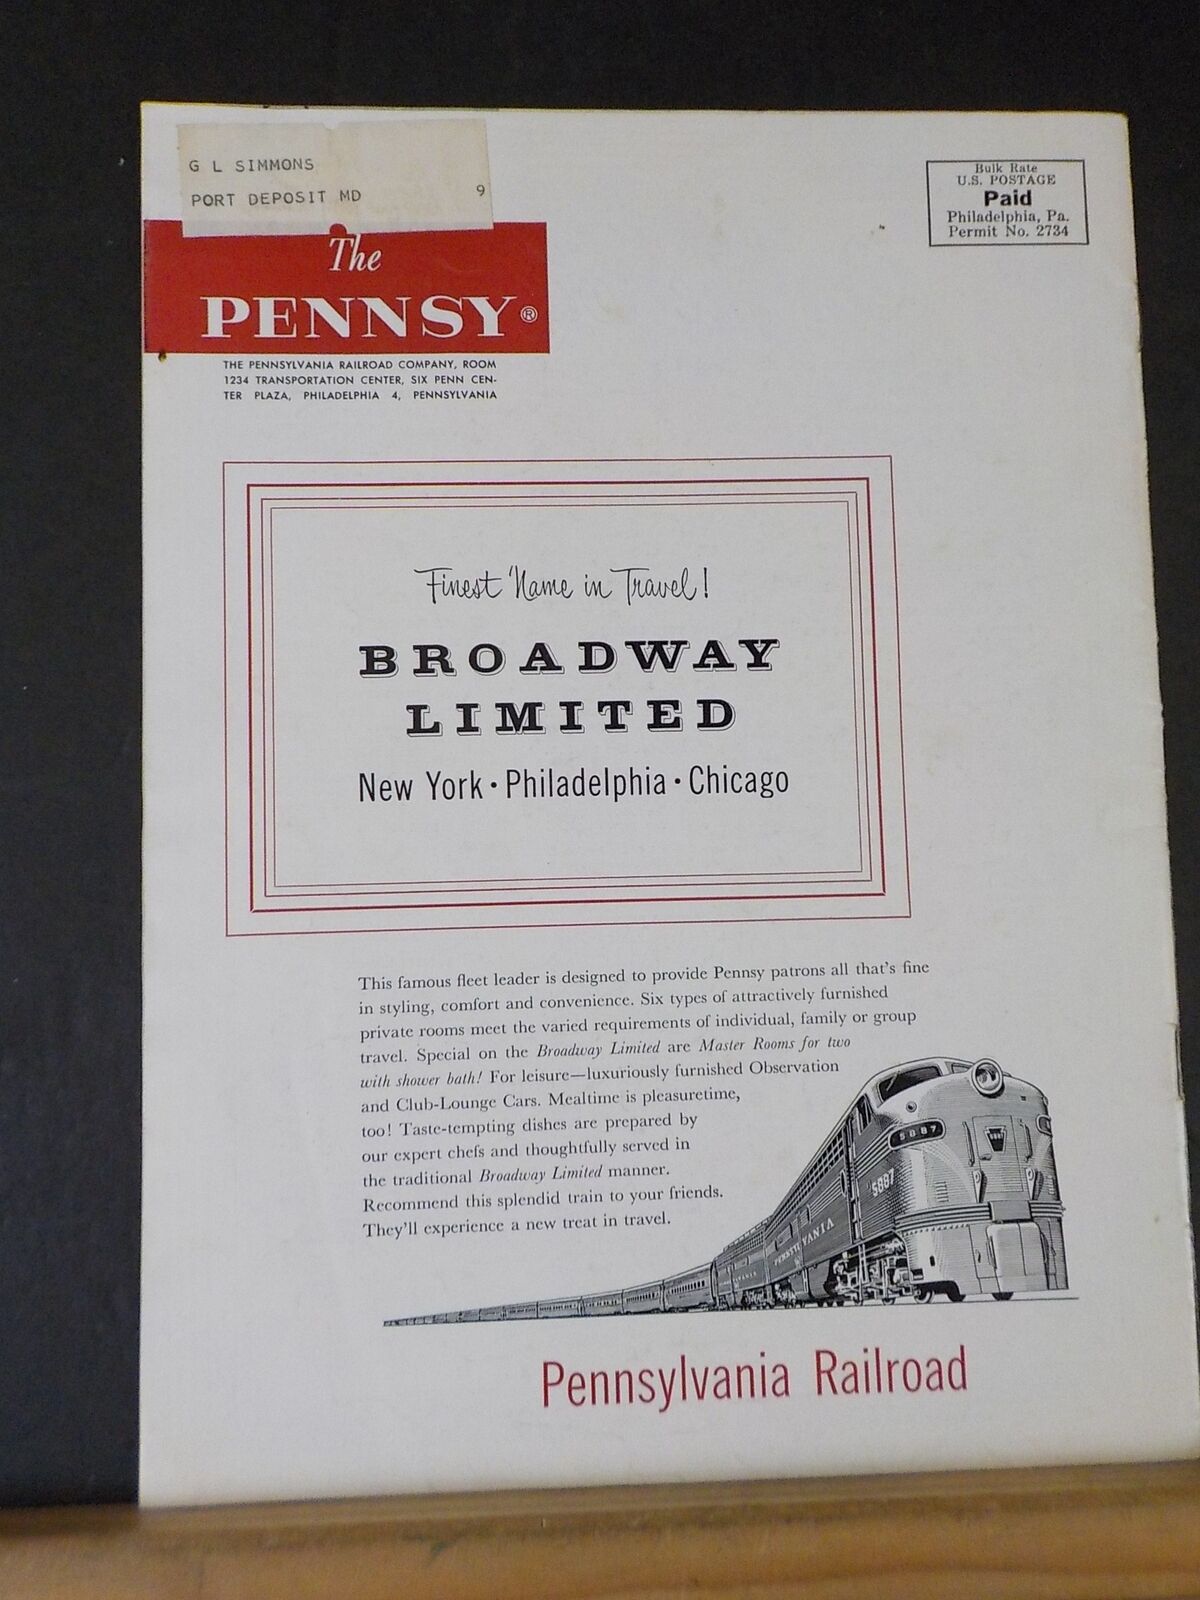 G L SIMMONS
PORT DEPOSIT MD 9
Bulk Rate
U.S. POSTAGE
Paid
Philadelphia, Pa.
Permit No. 2734
The
PENNSY®
THE PENNSYLVANIA RAILROAD COMPANY, ROOM
1234 TRANSPORTATION CENTER, SIX PENN CEN-
TER PLAZA, PHILADELPHIA 4, PENNSYLVANIA
Finest Name in Travel!
BROADWAY
LIMITED
New York · Philadelphia · Chicago
This famous fleet leader is designed to provide Pennsy patrons all that's fine
in styling, comfort and convenience. Six types of attractively furnished
private rooms meet the varied requirements of individual, family or group
travel. Special on the Broadway Limited are Master Rooms for two
with shower bath! For leisure—luxuriously furnished Observation
and Club-Lounge Cars. Mealtime is pleasuretime,
too! Taste-tempting dishes are prepared by
our expert chefs and thoughtfully served in
the traditional Broadway Limited manner.
Recommend this splendid train to your friends.
They'll experience a new treat in travel.
5887
5887
PENNSYLVANIA
Pennsylvania Railroad